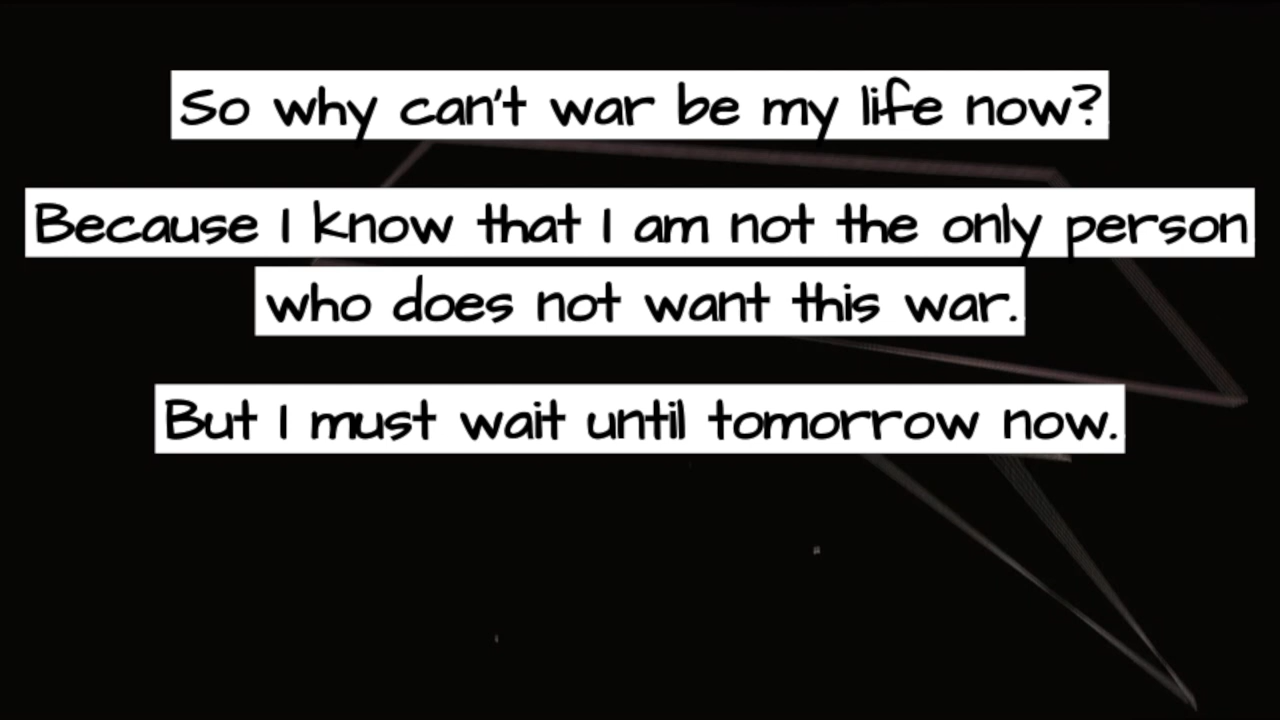 So why can't war be my life now?
Because I know that I am not the only person
who does not want this war.
But I must wait until tomorrow now.